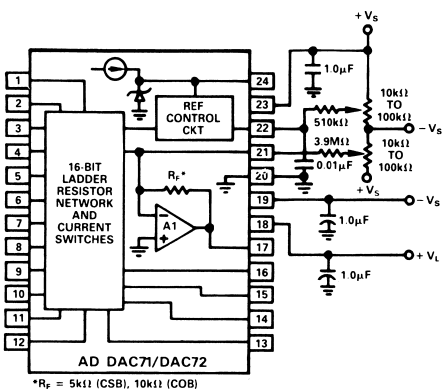 + VS
1
2
3
4
5
6
7
8
9
10
11
12
16-BIT
LADDER
RESISTOR
NETWORK
AND
CURRENT
SWITCHES
REF
CONTROL
CKT
RF*
A1
−
+
24
23
22
21
20
19
18
17
16
15
14
13
1.0µF
510kΩ
3.9MΩ
0.01µF
10kΩ
TO
100kΩ
− VS
10kΩ
TO
100kΩ
+ VS
− VS
1.0µF
+ VL
1.0µF
AD DAC71/DAC72
*RF = 5kΩ (CSB), 10kΩ (COB)